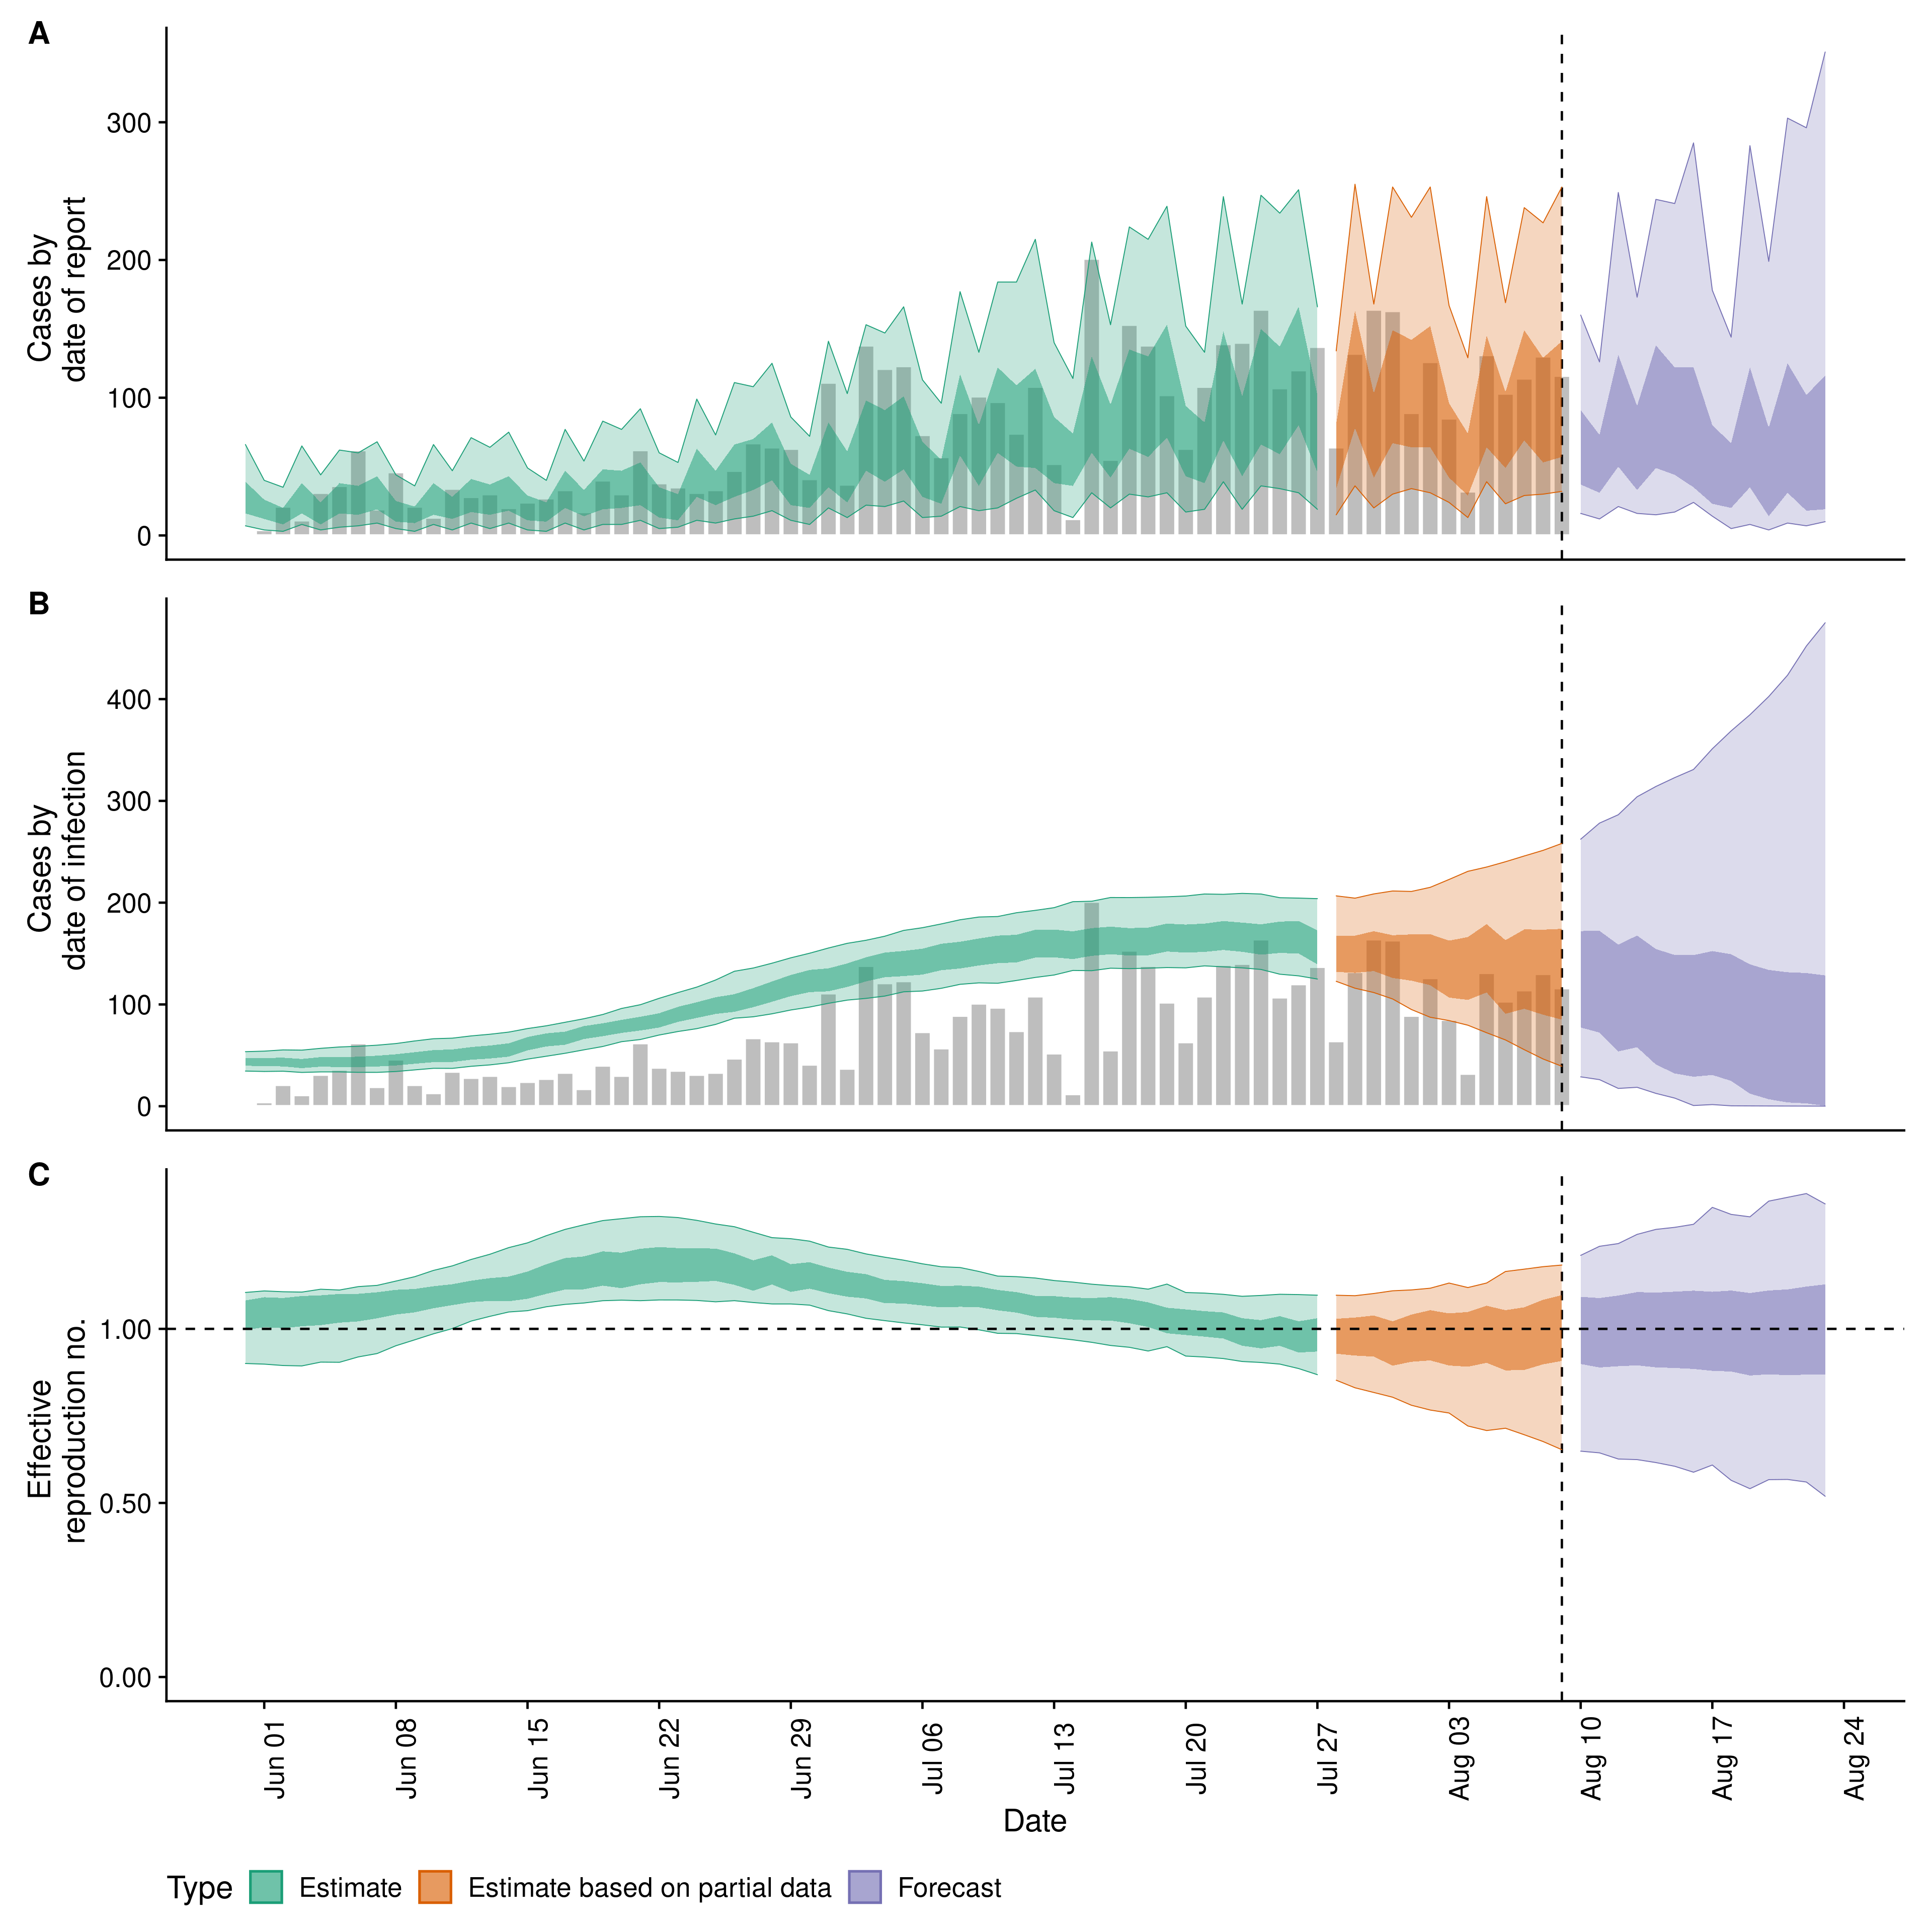 A
Cases by
date of report
300
200
100
0
B
Cases by
date of infection
400
300
200
100
0
C
Effective
reproduction no.
1.00
0.50
0.00
Jun 01
Jun 08
Jun 15
Jun 22
Jun 29
Jul 06
Jul 13
Jul 20
Jul 27
Aug 03
Aug 10
Aug 17
Aug 24
Date
Type Estimate Estimate based on partial data Forecast